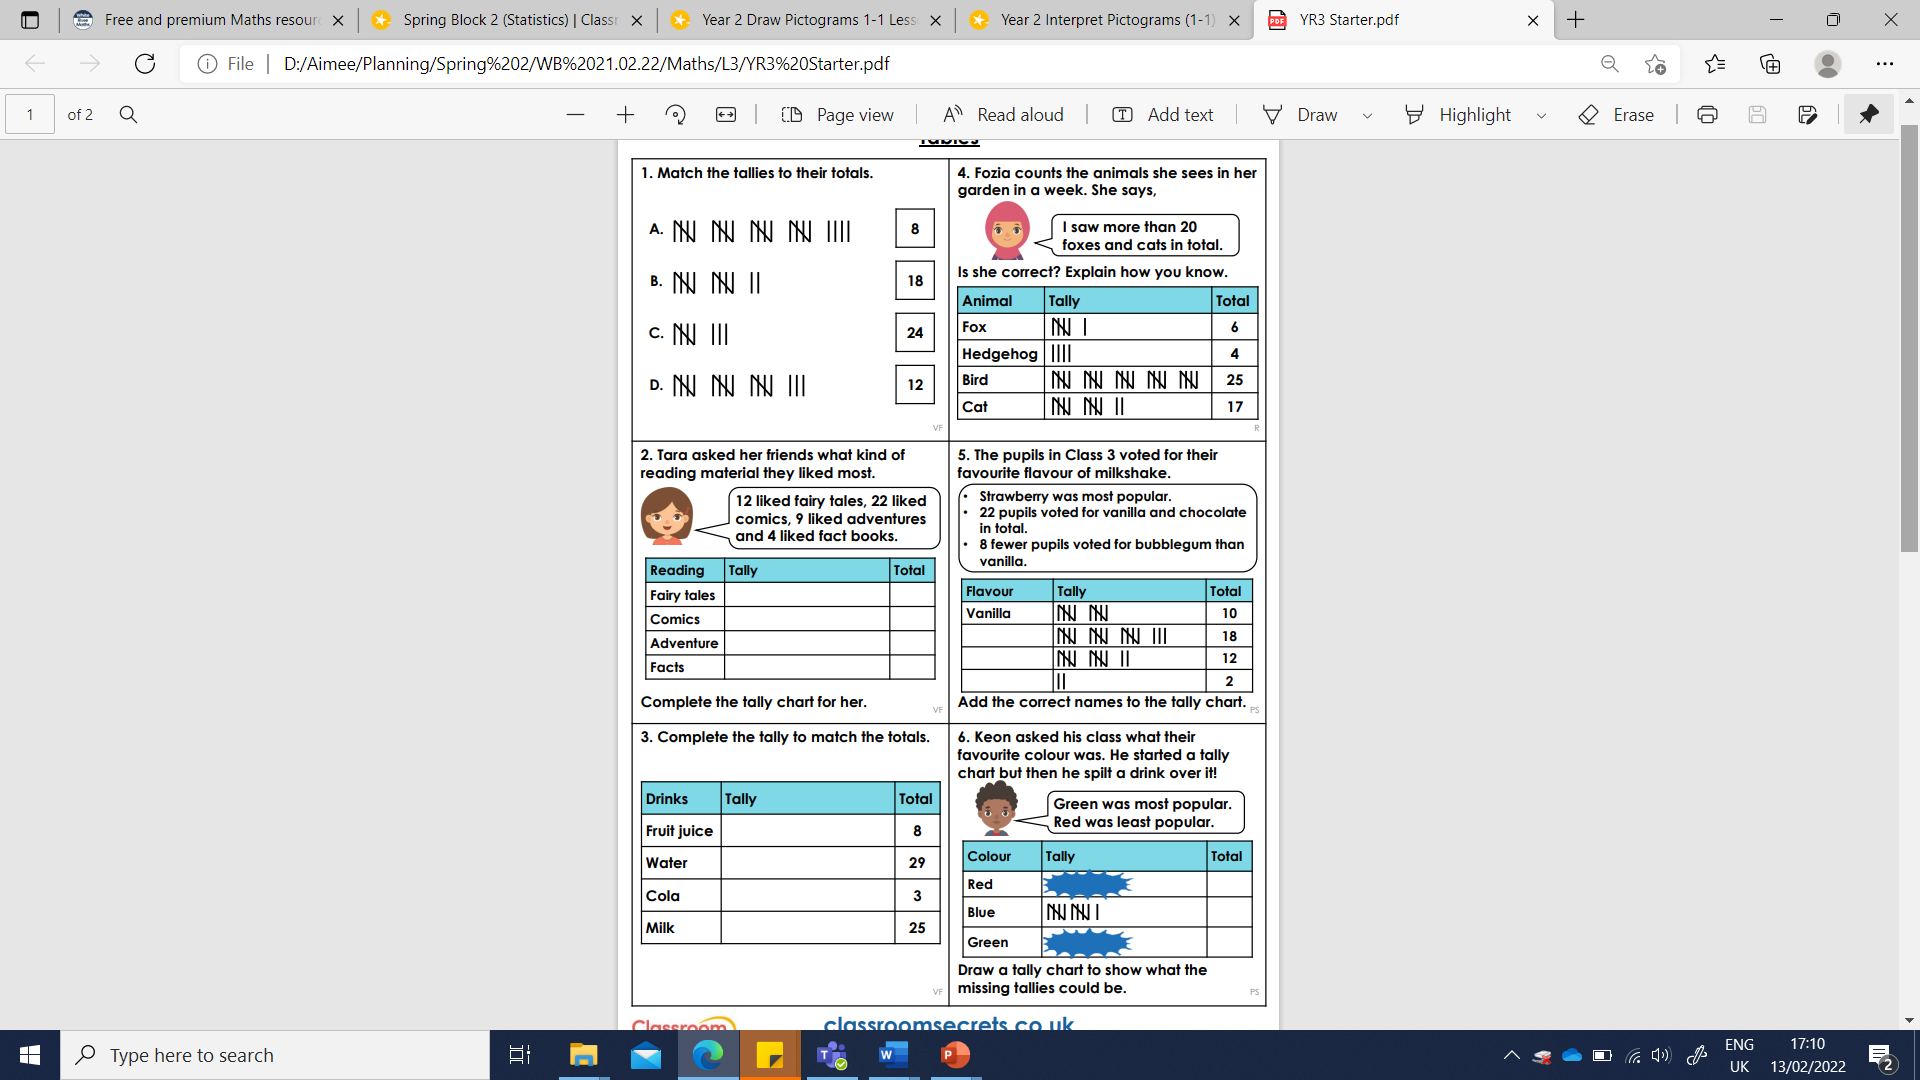 Free and premium Maths resour
Spring Block 2 (Statistics) | Classr
Year 2 Draw Pictograms 1-1 Less
Year 2 Interpret Pictograms (1-1)
YR3 Starter.pdf
File
D:/Aimee/Planning/Spring%202/WB%2021.02.22/Maths/L3/YR3%20Starter.pdf
1 of 2
Page view
Read aloud
Add text
Draw
Highlight
Erase
Tables
1. Match the tallies to their totals.
A. 8
B. 18
C. 24
D. 12
VF
4. Fozia counts the animals she sees in her
garden in a week. She says,
I saw more than 20
foxes and cats in total.
Is she correct? Explain how you know.
Animal Tally Total
Fox 6
Hedgehog 4
Bird 25
Cat 17
R
2. Tara asked her friends what kind of
reading material they liked most.
12 liked fairy tales, 22 liked
comics, 9 liked adventures
and 4 liked fact books.
Reading Tally Total
Fairy tales
Comics
Adventure
Facts
Complete the tally chart for her.
VF
5. The pupils in Class 3 voted for their
favourite flavour of milkshake.
• Strawberry was most popular.
• 22 pupils voted for vanilla and chocolate
in total.
• 8 fewer pupils voted for bubblegum than
vanilla.
Flavour Tally Total
Vanilla 10
18
12
2
Add the correct names to the tally chart.
PS
3. Complete the tally to match the totals.
Drinks Tally Total
Fruit juice 8
Water 29
Cola 3
Milk 25
VF
6. Keon asked his class what their
favourite colour was. He started a tally
chart but then he spilt a drink over it!
Green was most popular.
Red was least popular.
Colour Tally Total
Red
Blue
Green
Draw a tally chart to show what the
missing tallies could be.
PS
Classroom
classroomsecrets.co.uk
Type here to search
ENG
UK
17:10
13/02/2022
2